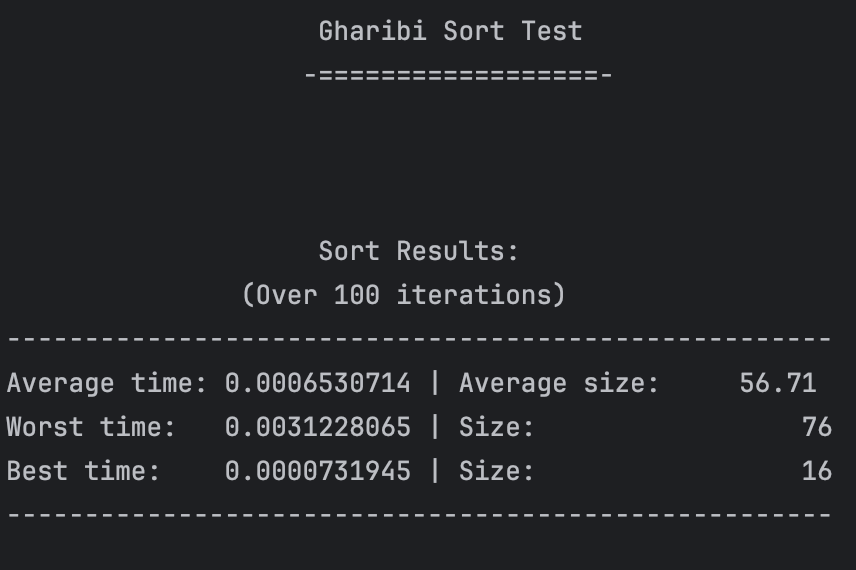 Gharibi Sort Test
-==================-
Sort Results:
(Over 100 iterations)
-----------------------------------------------------
Average time: 0.0006530714 | Average size:     56.71
Worst time:   0.0031228065 | Size:                 76
Best time:    0.0000731945 | Size:                 16
-----------------------------------------------------